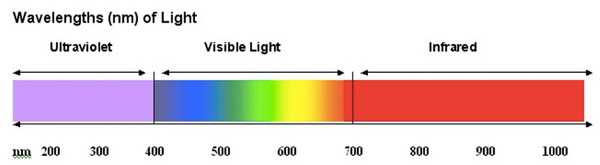 Wavelengths (nm) of Light
Ultraviolet Visible Light Infrared
nm 200 300 400 500 600 700 800 900 1000